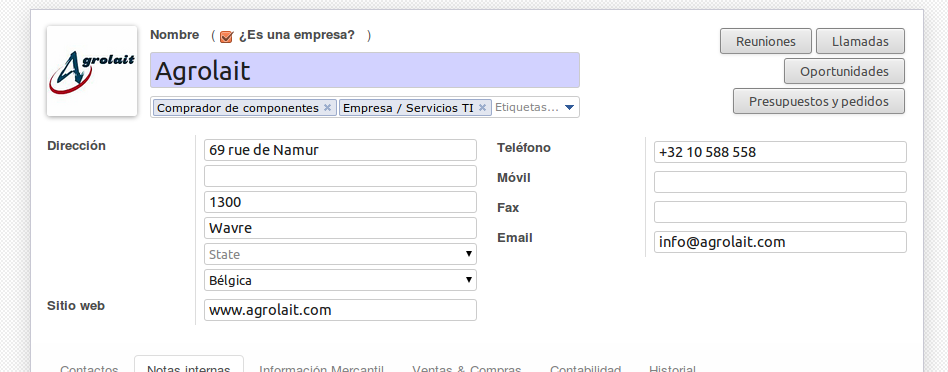 Agrolait
Nombre ( ¿Es una empresa? )
Agrolait
Comprador de componentes × Empresa / Servicios TI × Etiquetas...
Reuniones Llamadas
Oportunidades
Presupuestos y pedidos
Dirección 69 rue de Namur
1300
Wavre
State
Bélgica
Sitio web www.agrolait.com
Teléfono +32 10 588 558
Móvil
Fax
Email info@agrolait.com
Contactos Notas internas Información Mercantil Ventas & Compras Contabilidad Historial